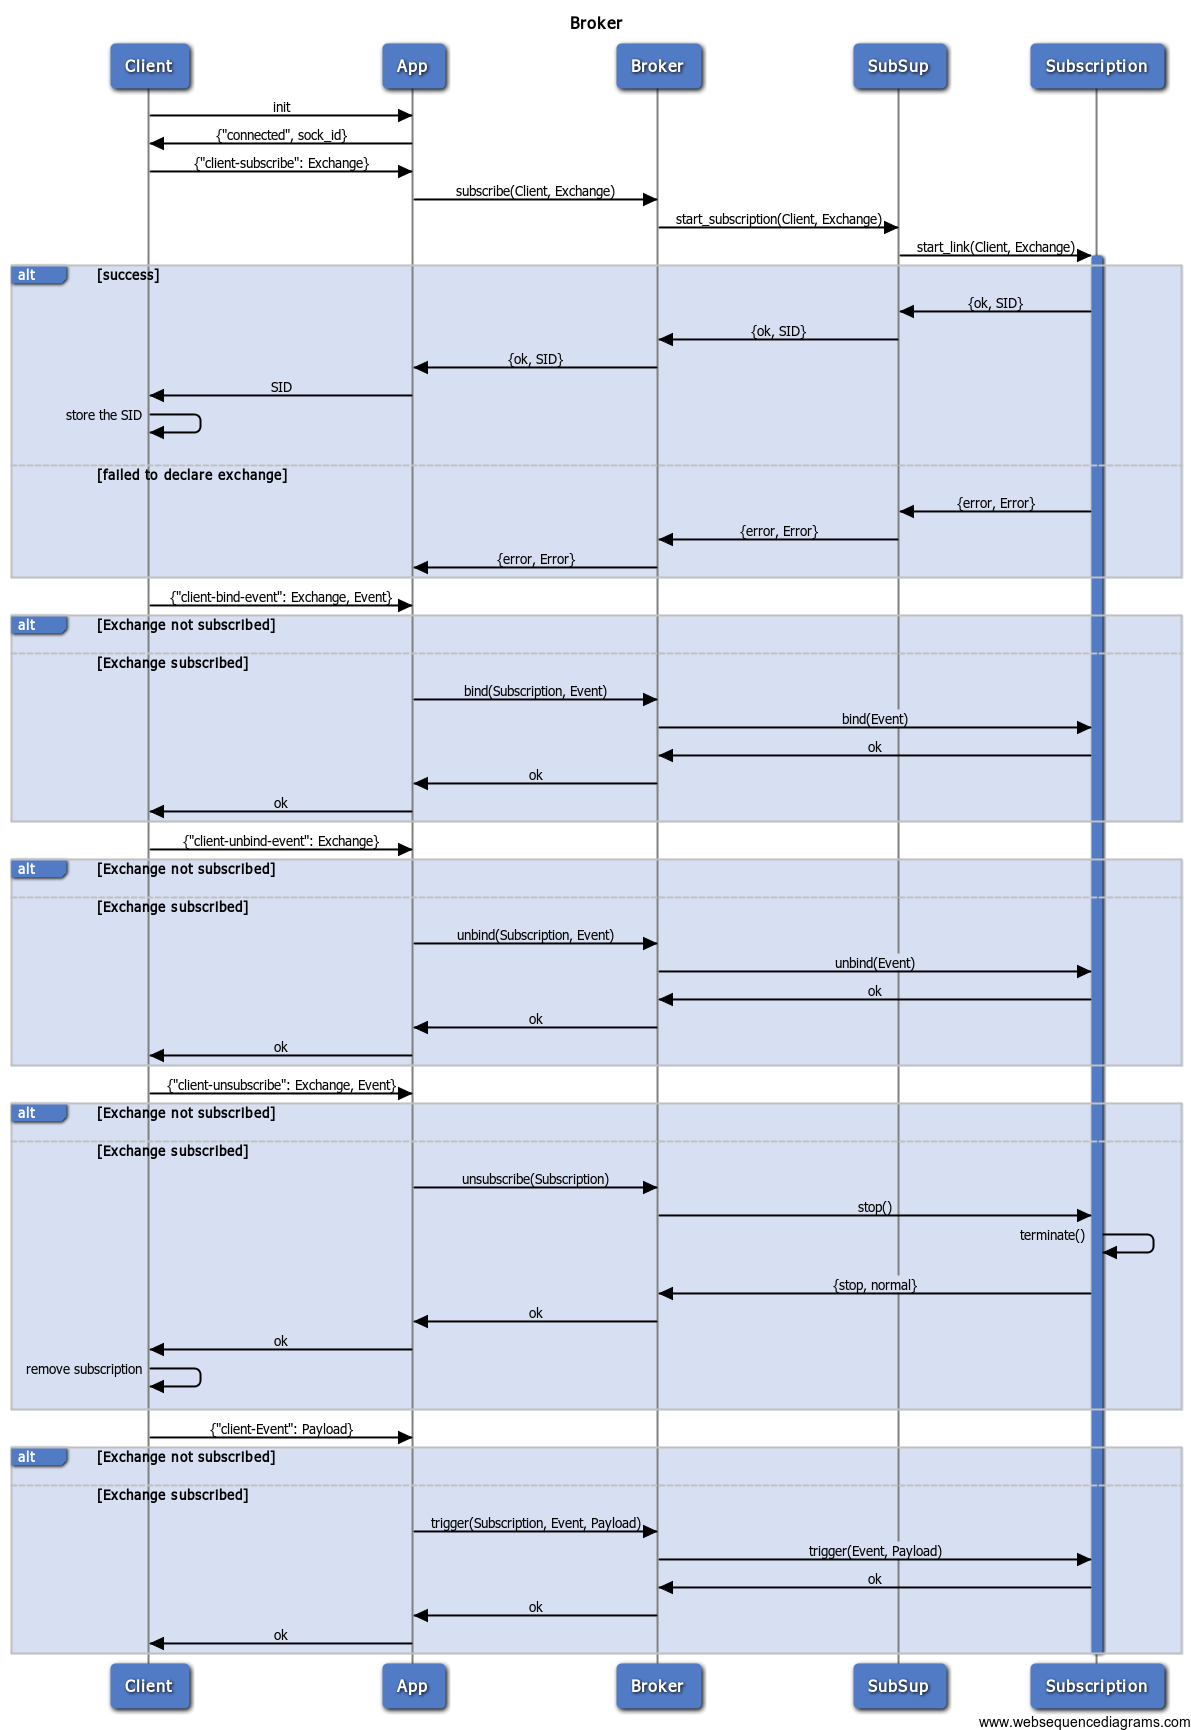 Broker
Client App Broker SubSup Subscription
init
{"connected", sock_id}
{"client-subscribe": Exchange}
subscribe(Client, Exchange)
start_subscription(Client, Exchange)
start_link(Client, Exchange)
alt [success]
{ok, SID}
{ok, SID}
{ok, SID}
SID
store the SID
[failed to declare exchange]
{error, Error}
{error, Error}
{error, Error}
{"client-bind-event": Exchange, Event}
alt [Exchange not subscribed]
[Exchange subscribed]
bind(Subscription, Event)
bind(Event)
ok
ok
ok
{"client-unbind-event": Exchange}
alt [Exchange not subscribed]
[Exchange subscribed]
unbind(Subscription, Event)
unbind(Event)
ok
ok
ok
{"client-unsubscribe": Exchange, Event}
alt [Exchange not subscribed]
[Exchange subscribed]
unsubscribe(Subscription)
stop()
terminate()
{stop, normal}
ok
ok
remove subscription
{"client-Event": Payload}
alt [Exchange not subscribed]
[Exchange subscribed]
trigger(Subscription, Event, Payload)
trigger(Event, Payload)
ok
ok
ok
Client App Broker SubSup Subscription
www.websequencediagrams.com